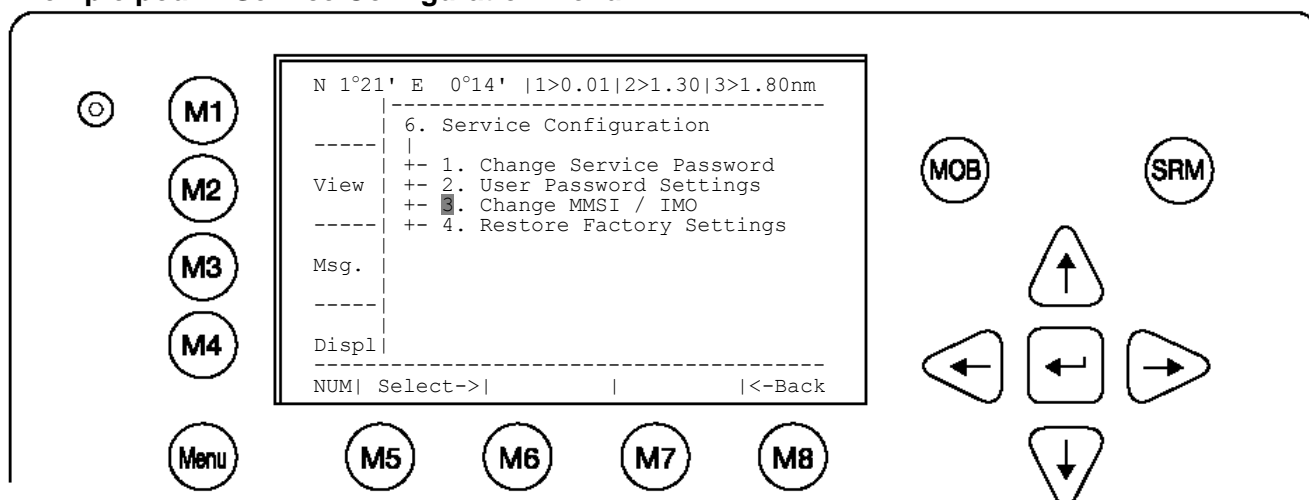 N 1°21' E 0°14' |1>0.01|2>1.30|3>1.80nm
6. Service Configuration
+- 1. Change Service Password
View | +- 2. User Password Settings
+- 3. Change MMSI / IMO
+- 4. Restore Factory Settings
Msg.
Displ
NUM| Select->| | |<-Back
M1
M2
M3
M4
Menu
M5
M6
M7
M8
MOB
SRM